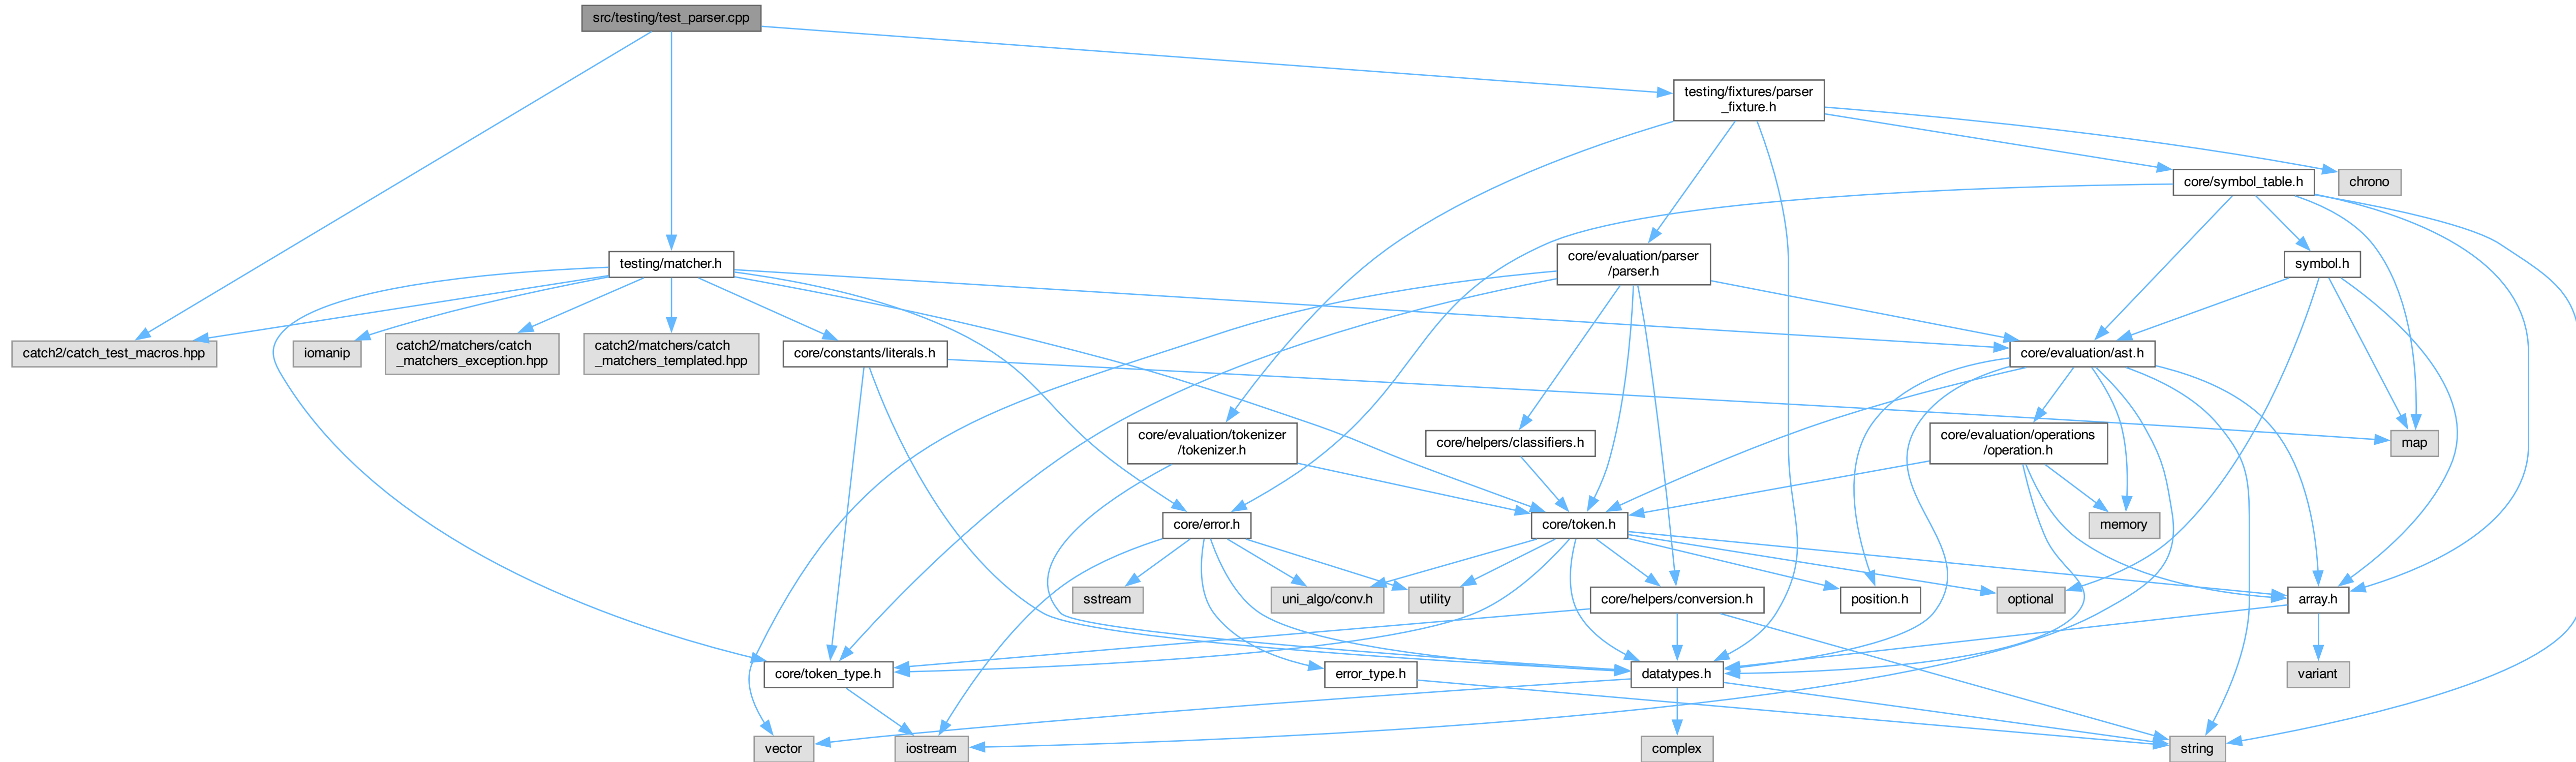 src/testing/test_parser.cpp
testing/fixtures/parser
_fixture.h
core/symbol_table.h
chrono
testing/matcher.h
core/evaluation/parser
/parser.h
symbol.h
catch2/catch_test_macros.hpp
iomanip
catch2/matchers/catch
_matchers_exception.hpp
catch2/matchers/catch
_matchers_templated.hpp
core/constants/literals.h
core/evaluation/ast.h
core/evaluation/tokenizer
/tokenizer.h
core/helpers/classifiers.h
core/evaluation/operations
/operation.h
map
core/error.h
core/token.h
memory
sstream
uni_algo/conv.h
utility
core/helpers/conversion.h
position.h
optional
array.h
core/token_type.h
error_type.h
datatypes.h
variant
vector
iostream
complex
string